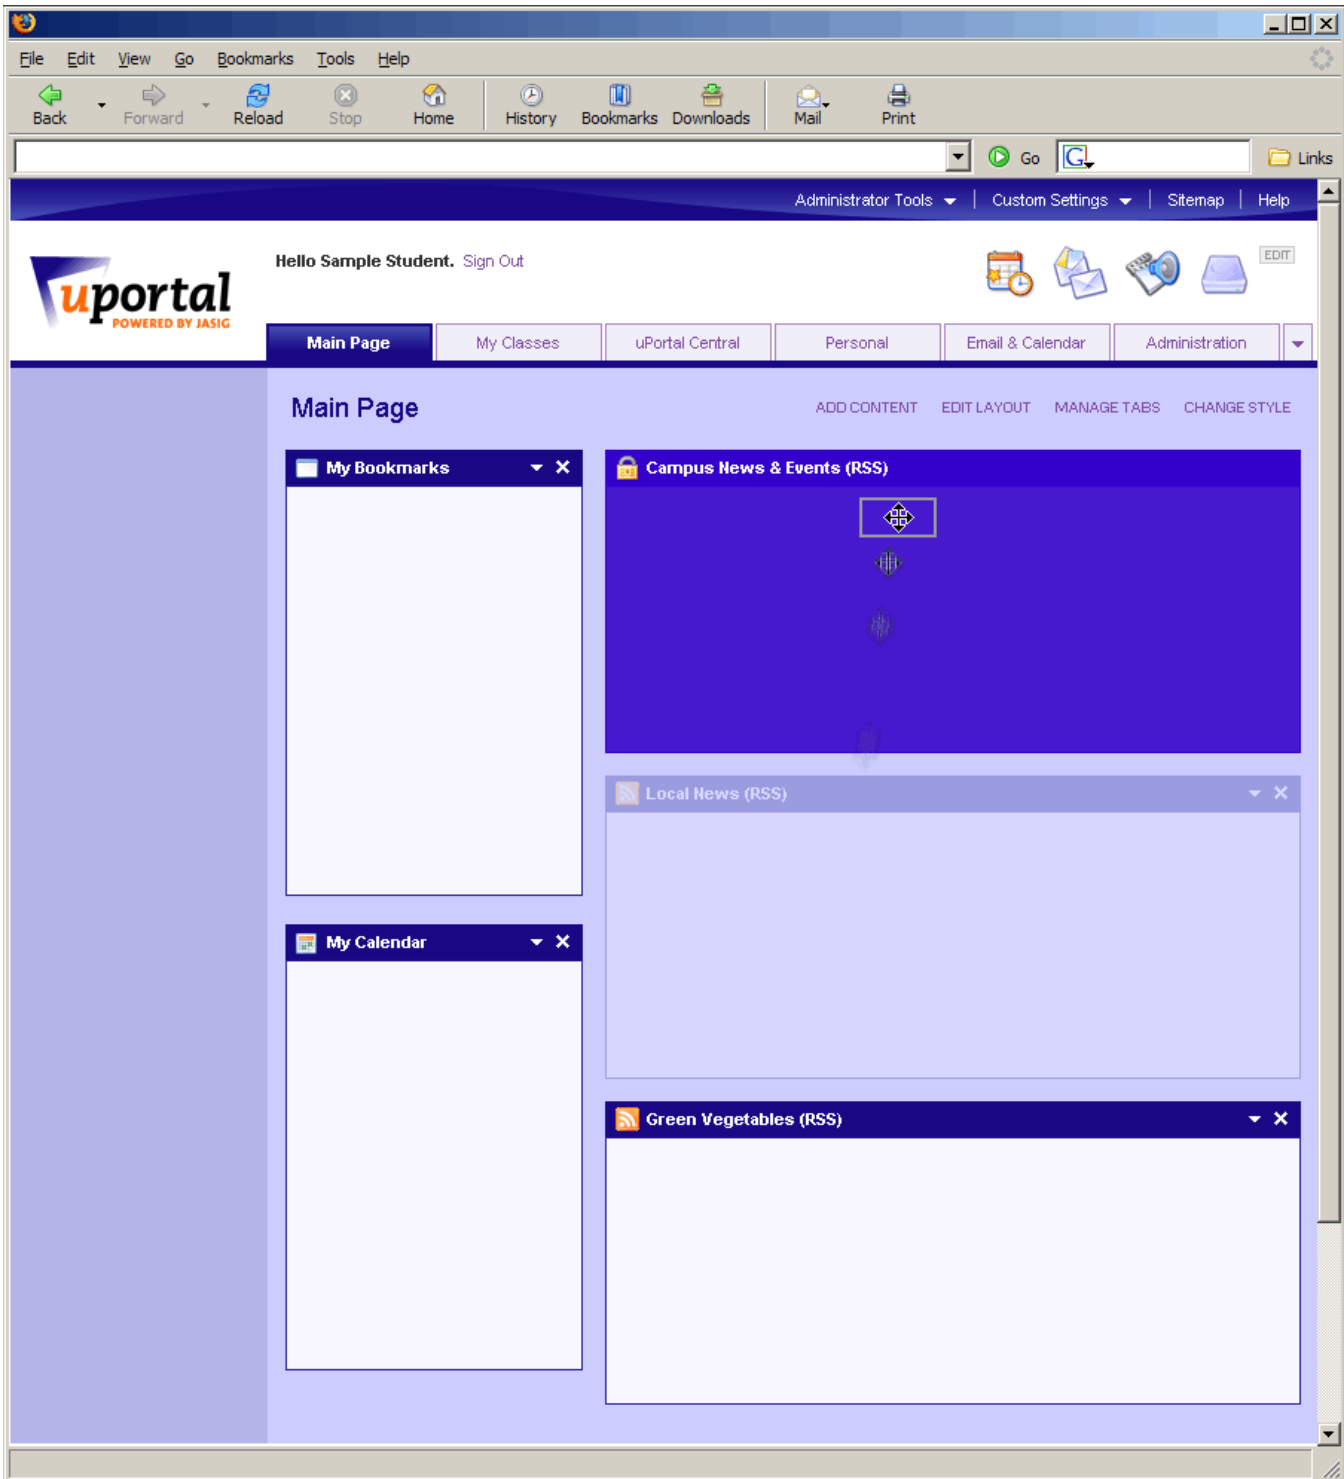 File Edit View Go Bookmarks Tools Help
Back Forward Reload Stop Home History Bookmarks Downloads Mail Print
Go G Links
Administrator Tools | Custom Settings | Sitemap | Help
Hello Sample Student. Sign Out
EDIT
uportal
POWERED BY JASIG
Main Page My Classes uPortal Central Personal Email & Calendar Administration
Main Page
ADD CONTENT EDIT LAYOUT MANAGE TABS CHANGE STYLE
My Bookmarks
Campus News & Events (RSS)
Local News (RSS)
My Calendar
Green Vegetables (RSS)